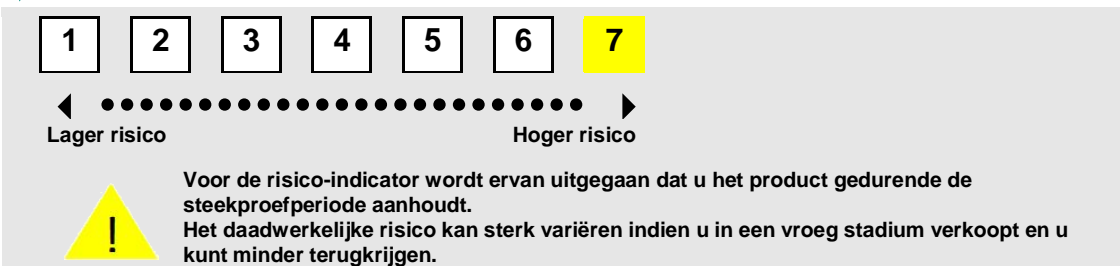 1 2 3 4 5 6 7
Lager risico Hoger risico
Voor de risico-indicator wordt ervan uitgegaan dat u het product gedurende de
steekproefperiode aanhoudt.
! Het daadwerkelijke risico kan sterk variëren indien u in een vroeg stadium verkoopt en u
kunt minder terugkrijgen.